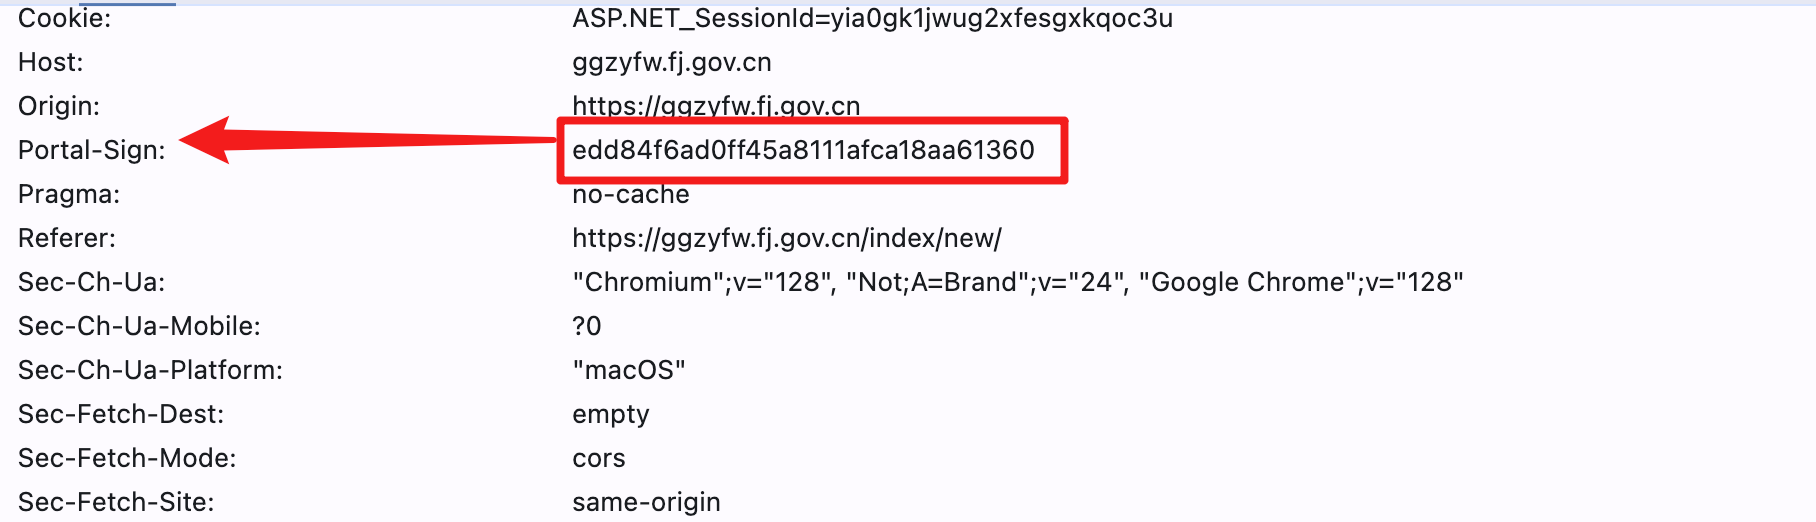 Cookie: ASP.NET_SessionId=yia0gk1jwug2xfesgxkqoc3u
Host: ggzyfw.fj.gov.cn
Origin: https://ggzyfw.fj.gov.cn
Portal-Sign: edd84f6ad0ff45a8111afca18aa61360
Pragma: no-cache
Referer: https://ggzyfw.fj.gov.cn/index/new/
Sec-Ch-Ua: "Chromium";v="128", "Not;A=Brand";v="24", "Google Chrome";v="128"
Sec-Ch-Ua-Mobile: ?0
Sec-Ch-Ua-Platform: "macOS"
Sec-Fetch-Dest: empty
Sec-Fetch-Mode: cors
Sec-Fetch-Site: same-origin